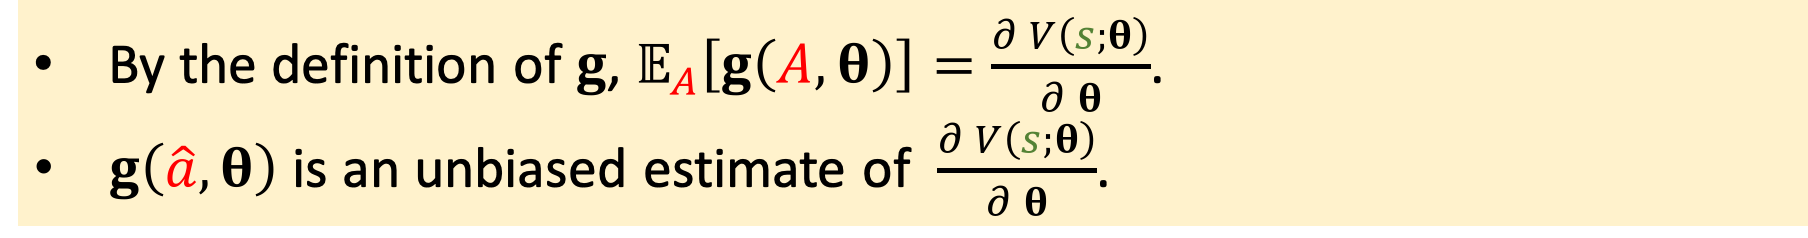 • By the definition of g, 𝔼_A[g(A, θ)] = ∂ V(s;θ) / ∂ θ.
• g(â, θ) is an unbiased estimate of ∂ V(s;θ) / ∂ θ.